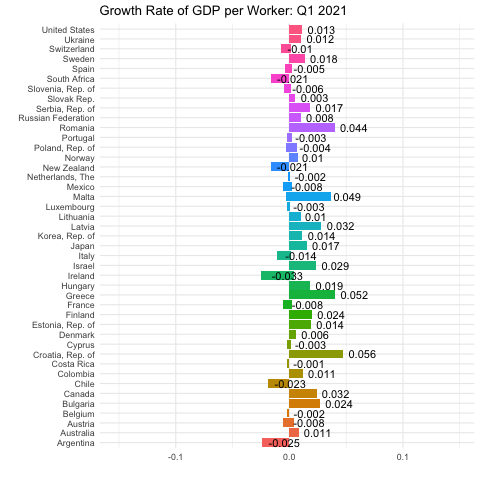 Growth Rate of GDP per Worker: Q1 2021
United States 0.013
Ukraine 0.012
Switzerland -0.01
Sweden 0.018
Spain -0.005
South Africa -0.021
Slovenia, Rep. of -0.006
Slovak Rep. 0.003
Serbia, Rep. of 0.017
Russian Federation 0.008
Romania 0.044
Portugal -0.003
Poland, Rep. of -0.004
Norway 0.01
New Zealand -0.021
Netherlands, The -0.002
Mexico -0.008
Malta 0.049
Luxembourg -0.003
Lithuania 0.01
Latvia 0.032
Korea, Rep. of 0.014
Japan 0.017
Italy -0.014
Israel 0.029
Ireland -0.033
Hungary 0.019
Greece 0.052
France -0.008
Finland 0.024
Estonia, Rep. of 0.014
Denmark 0.006
Cyprus -0.003
Croatia, Rep. of 0.056
Costa Rica -0.001
Colombia 0.011
Chile -0.023
Canada 0.032
Bulgaria 0.024
Belgium -0.002
Austria -0.008
Australia 0.011
Argentina -0.025
-0.1 0.0 0.1